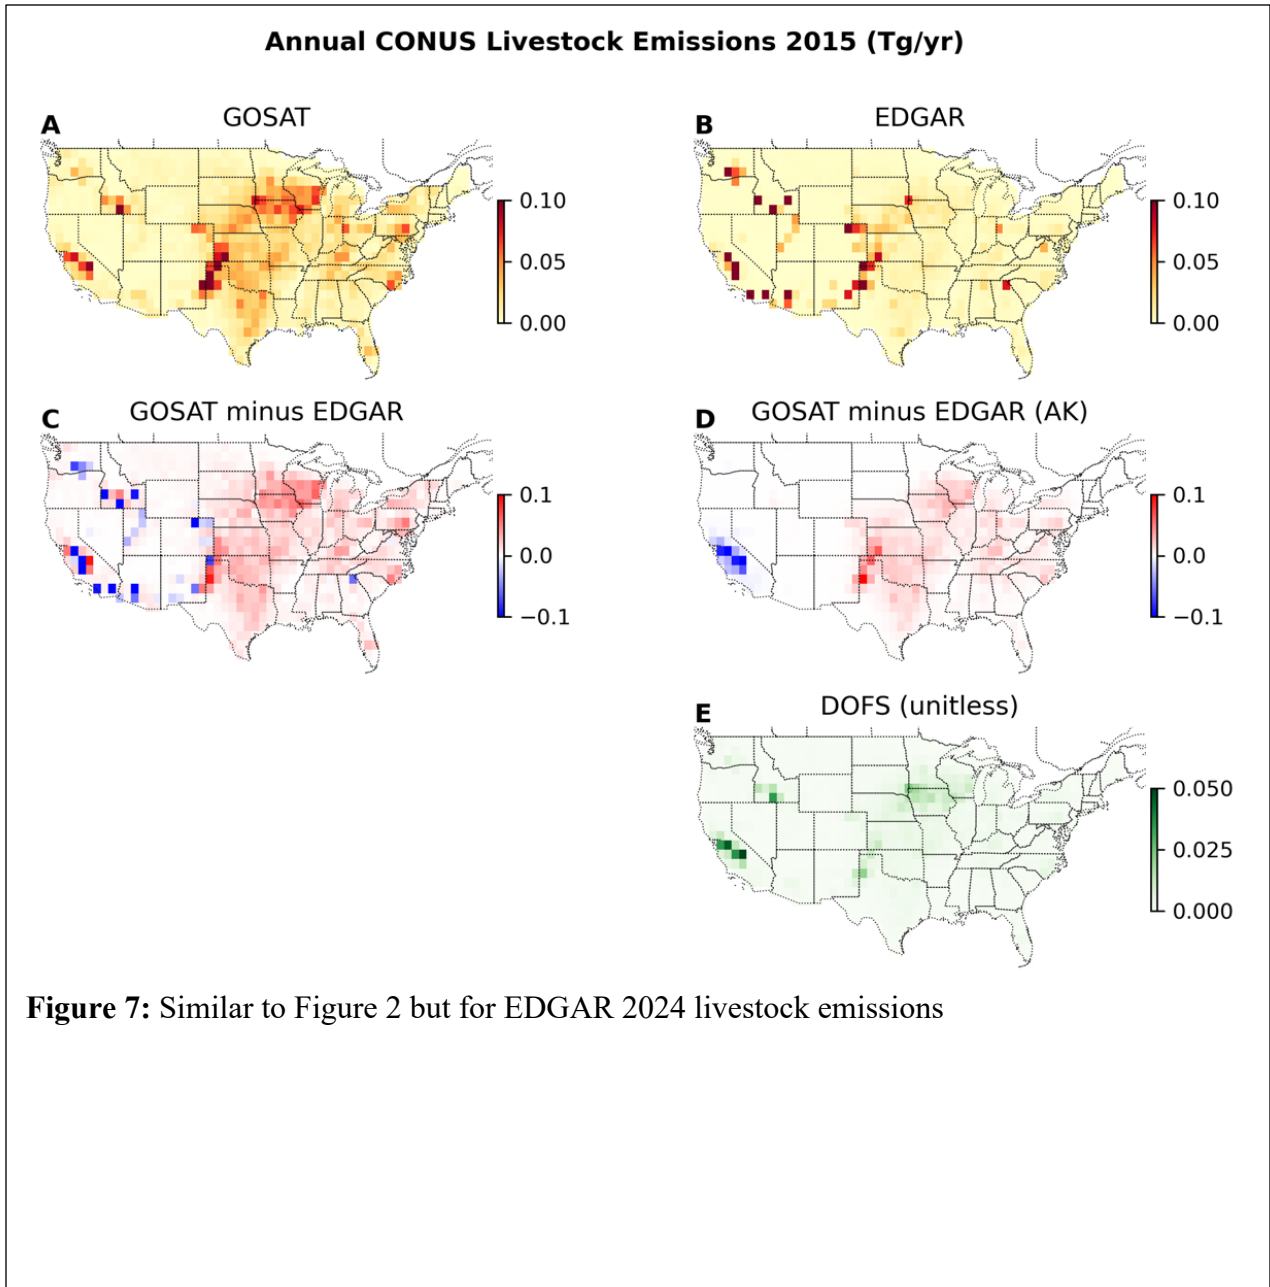 Annual CONUS Livestock Emissions 2015 (Tg/yr)
A GOSAT
0.10
0.05
0.00
B EDGAR
0.10
0.05
0.00
C GOSAT minus EDGAR
0.1
0.0
−0.1
D GOSAT minus EDGAR (AK)
0.1
0.0
−0.1
E DOFS (unitless)
0.050
0.025
0.000
Figure 7: Similar to Figure 2 but for EDGAR 2024 livestock emissions